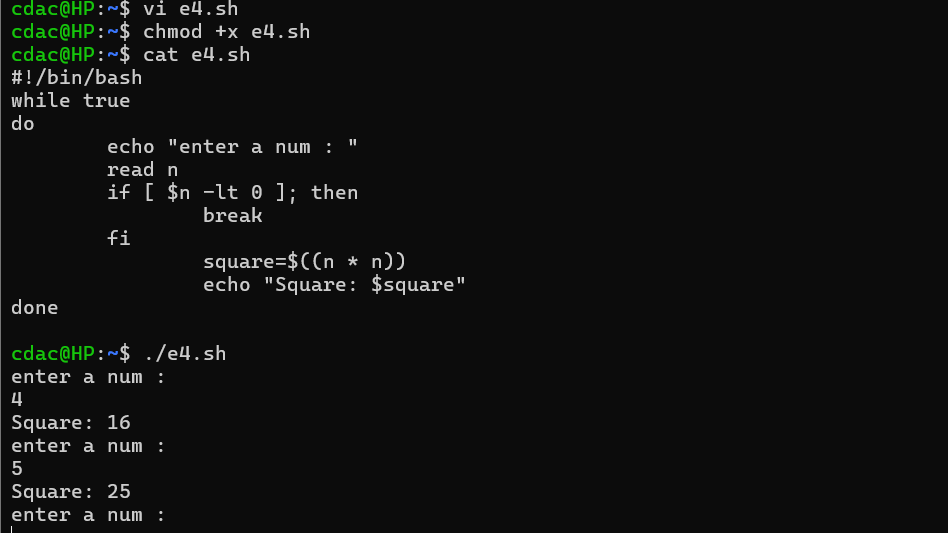 cdac@HP:~$ vi e4.sh
cdac@HP:~$ chmod +x e4.sh
cdac@HP:~$ cat e4.sh
#!/bin/bash
while true
do
        echo "enter a num : "
        read n
        if [ $n -lt 0 ]; then
                break
        fi
                square=$((n * n))
                echo "Square: $square"
done

cdac@HP:~$ ./e4.sh
enter a num :
4
Square: 16
enter a num :
5
Square: 25
enter a num :